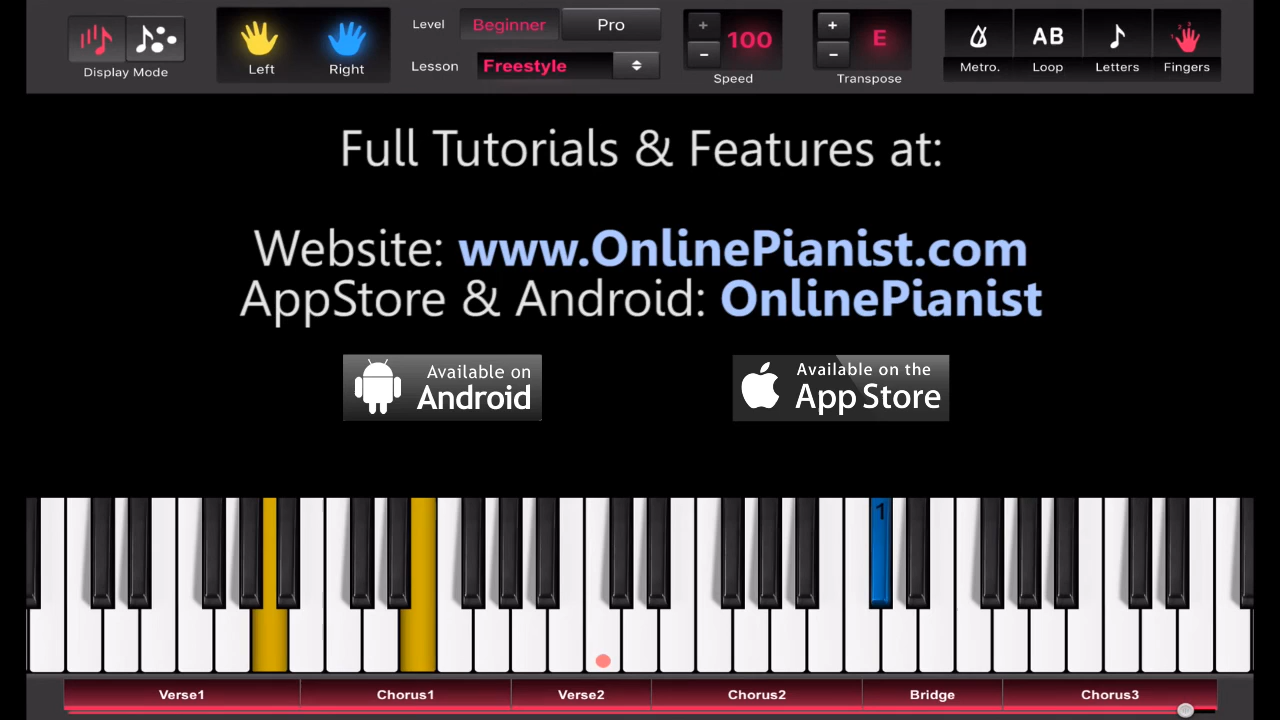 Display Mode
Left
Right
Level
Beginner
Pro
Lesson
Freestyle
+
-
100
Speed
+
-
E
Transpose
Metro.
AB
Loop
Letters
Fingers
Full Tutorials & Features at:
Website: www.OnlinePianist.com
AppStore & Android: OnlinePianist
Available on
Android
Available on the
App Store
1
Verse1
Chorus1
Verse2
Chorus2
Bridge
Chorus3